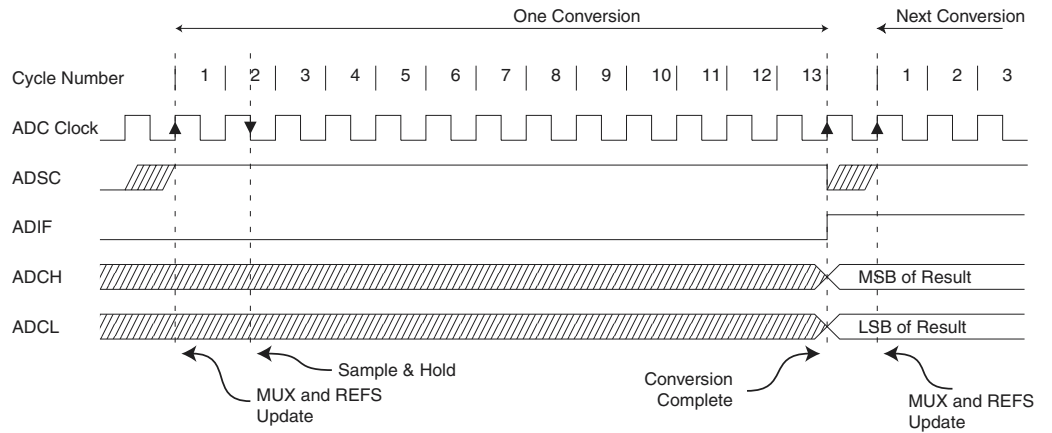 One Conversion
Next Conversion
Cycle Number 1 2 3 4 5 6 7 8 9 10 11 12 13 1 2 3
ADC Clock
ADSC
ADIF
ADCH
MSB of Result
ADCL
LSB of Result
Sample & Hold
MUX and REFS
Update
Conversion
Complete
MUX and REFS
Update